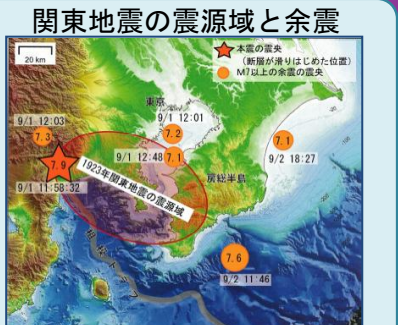 関東地震の震源域と余震
20 km
本震の震央
(断層が滑りはじめた位置)
M7以上の余震の震央
東京
9/1 12:01
7.2
9/1 12:03
7.3
7.9
9/1 11:58:32
9/1 12:48
7.1
1923年関東地震の震源域
房総半島
7.1
9/2 18:27
7.6
9/2 11:46